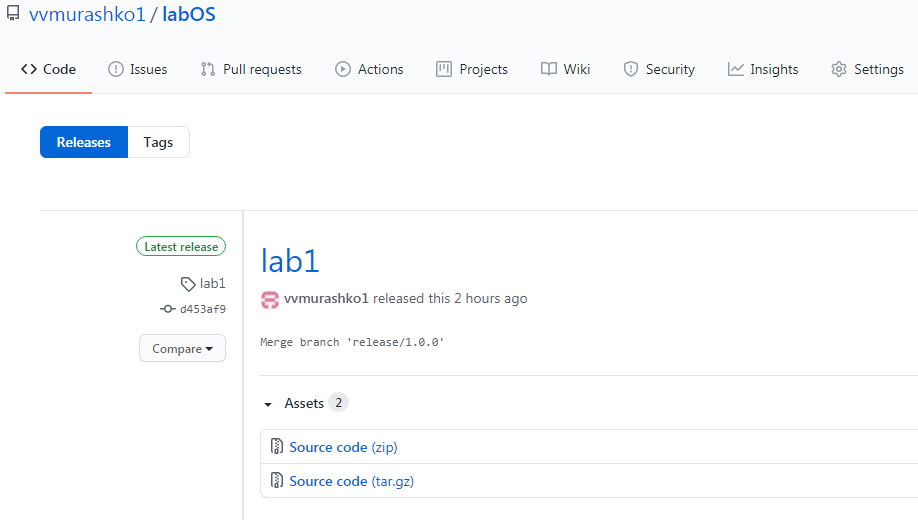 vvmurashko1 / labOS
Code Issues Pull requests Actions Projects Wiki Security Insights Settings
Releases Tags
Latest release
lab1
d453af9
Compare
lab1
vvmurashko1 released this 2 hours ago
Merge branch 'release/1.0.0'
Assets 2
Source code (zip)
Source code (tar.gz)